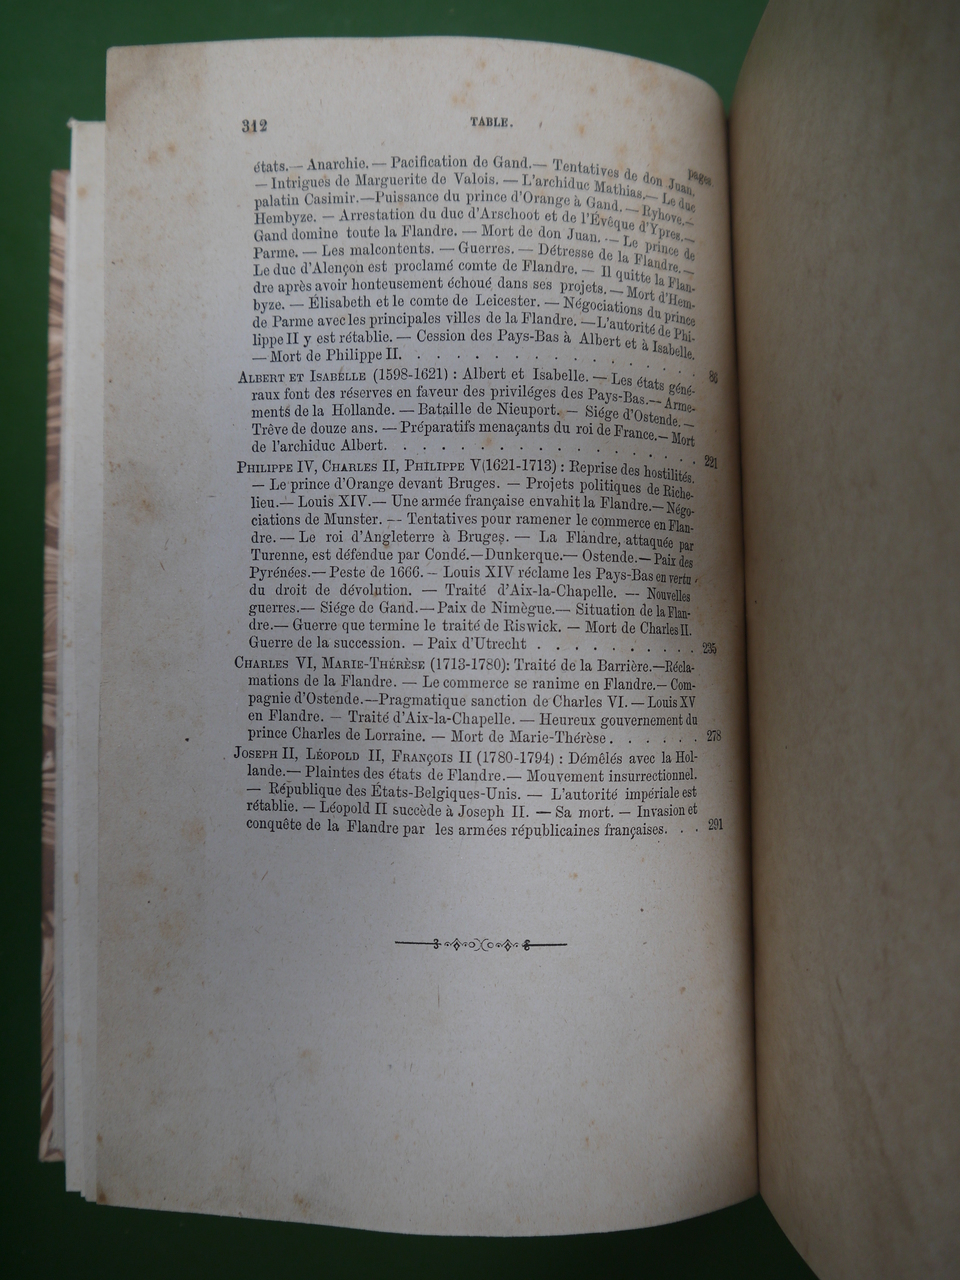 312 TABLE.
pages.
états.— Anarchie.— Pacification de Gand.— Tentatives de don Juan.
— Intrigues de Marguerite de Valois. — L'archiduc Mathias.— Le duc
palatin Casimir.—Puissance du prince d'Orange à Gand. — Ryhove.—
Hembyze. — Arrestation du duc d'Arschoot et de l'Évêque d'Ypres.—
Gand domine toute la Flandre. — Mort de don Juan. — Le prince de
Parme. — Les malcontents. — Guerres. — Détresse de la Flandre. —
Le duc d'Alençon est proclamé comte de Flandre. — Il quitte la Flan-
dre après avoir honteusement échoué dans ses projets. — Mort d'Hem-
byze. — Élisabeth et le comte de Leicester. — Négociations du prince
de Parme avec les principales villes de la Flandre. —L'autorité de Phi-
lippe II y est rétablie. — Cession des Pays-Bas à Albert et à Isabelle.
— Mort de Philippe II. . . . . . . . . . . . . . . . 86
ALBERT ET ISABELLE (1598-1621) : Albert et Isabelle. — Les états géné-
raux font des réserves en faveur des priviléges des Pays-Bas.— Arme-
ments de la Hollande. — Bataille de Nieuport. — Siége d'Ostende. —
Trêve de douze ans. — Préparatifs menaçants du roi de France.— Mort
de l'archiduc Albert. . . . . . . . . . . . . . . . 221
PHILIPPE IV, CHARLES II, PHILIPPE V (1621-1713) : Reprise des hostilités.
— Le prince d'Orange devant Bruges. — Projets politiques de Riche-
lieu.— Louis XIV.— Une armée française envahit la Flandre.— Négo-
ciations de Munster. — Tentatives pour ramener le commerce en Flan-
dre. — Le roi d'Angleterre à Bruges. — La Flandre, attaquée par
Turenne, est défendue par Condé.—Dunkerque.— Ostende.— Paix des
Pyrénées.— Peste de 1666. — Louis XIV réclame les Pays-Bas en vertu
du droit de dévolution. — Traité d'Aix-la-Chapelle. — Nouvelles
guerres.— Siége de Gand.— Paix de Nimègue.— Situation de la Flan-
dre.— Guerre que termine le traité de Riswick. — Mort de Charles II.
Guerre de la succession. — Paix d'Utrecht . . . . . . . . . . 235
CHARLES VI, MARIE-THÉRÈSE (1713-1780): Traité de la Barrière.—Récla-
mations de la Flandre. — Le commerce se ranime en Flandre.— Com-
pagnie d'Ostende.—Pragmatique sanction de Charles VI. — Louis XV
en Flandre. — Traité d'Aix-la-Chapelle. — Heureux gouvernement du
prince Charles de Lorraine. — Mort de Marie-Thérèse . . . . . . 278
JOSEPH II, LÉOPOLD II, FRANÇOIS II (1780-1794) : Démêlés avec la Hol-
lande.— Plaintes des états de Flandre.— Mouvement insurrectionnel.
— République des États-Belgiques-Unis. — L'autorité impériale est
rétablie. — Léopold II succède à Joseph II. — Sa mort. — Invasion et
conquête de la Flandre par les armées républicaines françaises. . . 291